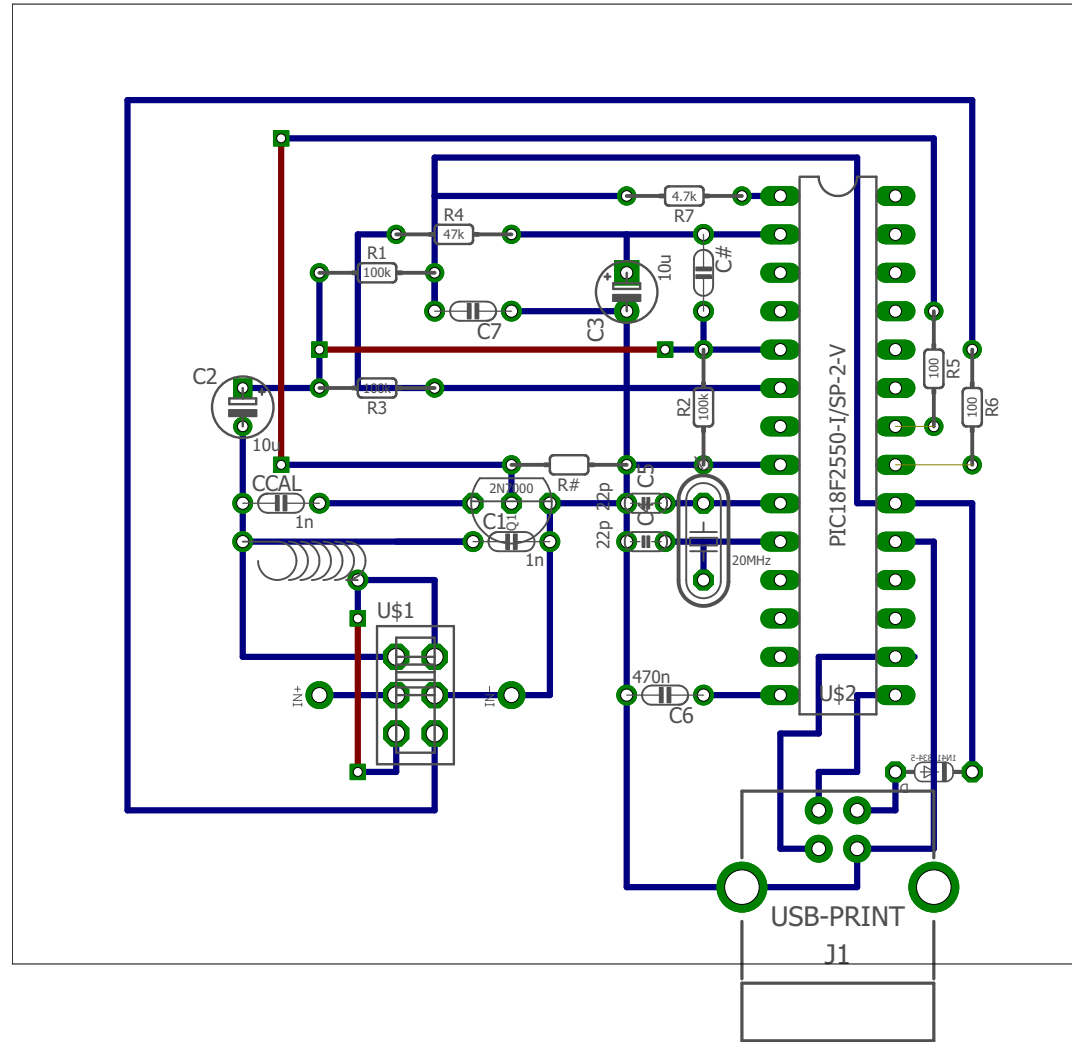 4.7k
R7
R4
47k
R1
100k
C#
10u
C3
C7
C2
10u
100k
R3
R2
100k
100
R5
100
R6
PIC18F2550-I/SP-2-V
R#
CCAL
1n
2N7000
Q1
C1
1n
C5
22p
C4
22p
20MHz
U$1
IN+
IN-
470n
C6
U$2
D
USB-PRINT
J1